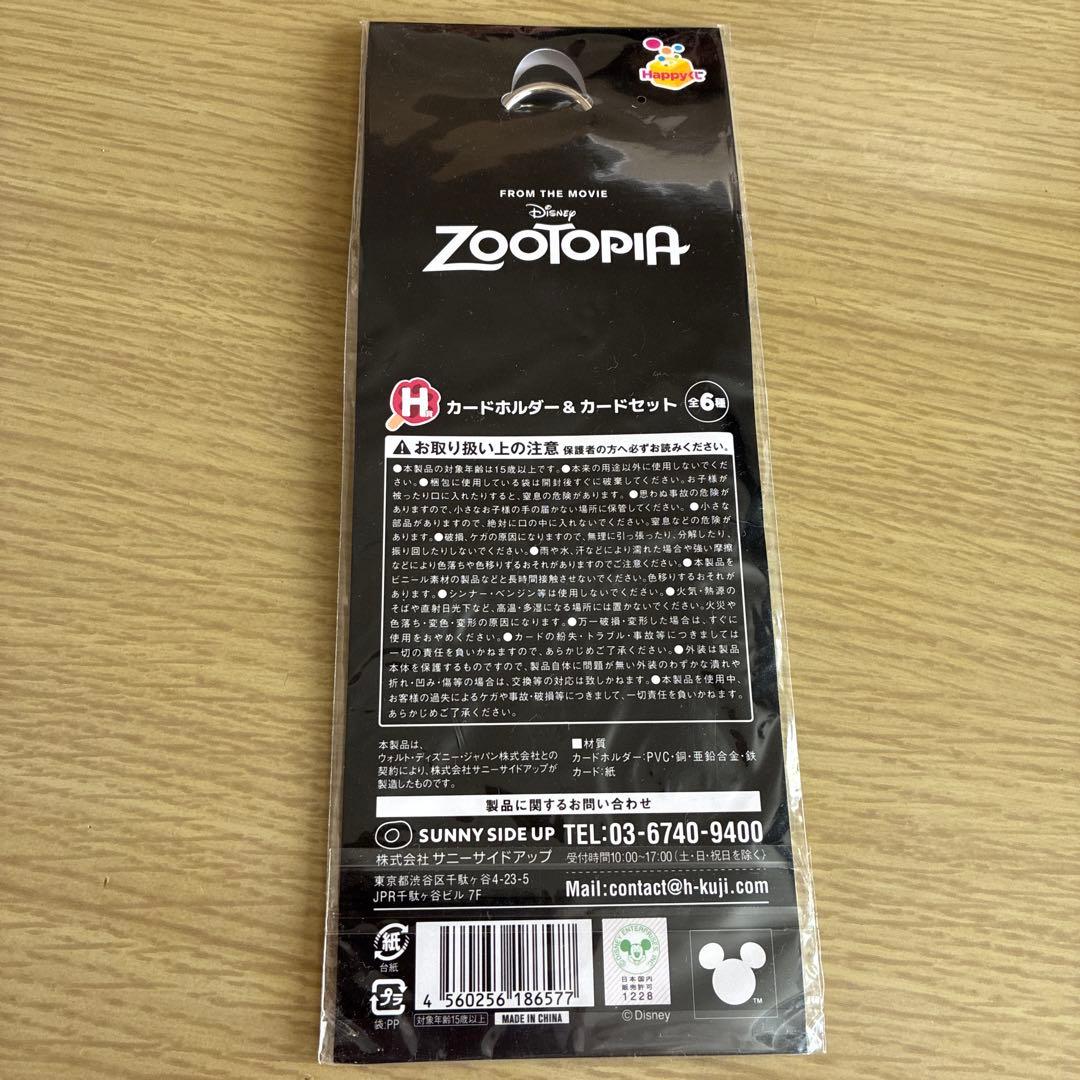 Happyくじ
FROM THE MOVIE
Disney
ZOOTOPIA
H賞 カードホルダー&カードセット 全6種
お取り扱い上の注意 保護者の方へ必ずお読みください。
●本製品の対象年齢は15歳以上です。●本来の用途以外に使用しないでくだ
さい。●梱包に使用している袋は開封後すぐに破棄してください。お子様が
被ったり口に入れたりすると、窒息の危険があります。●思わぬ事故の危険が
ありますので、小さなお子様の手の届かない場所に保管してください。●小さな
部品がありますので、絶対に口の中に入れないでください。窒息などの危険が
あります。●破損、ケガの原因になりますので、無理に引っ張ったり、分解したり、
振り回したりしないでください。●雨や水、汗などにより濡れた場合や強い摩擦
などにより色落ちや色移りするおそれがありますのでご注意ください。●本製品を
ビニール素材の製品などと長時間接触させないでください。色移りするおそれが
あります。●シンナー・ベンジン等は使用しないでください。●火気・熱源の
そばや直射日光下など、高温・多湿になる場所には置かないでください。火災や
色落ち・変色・変形の原因になります。●万一破損・変形した場合は、すぐに
使用をおやめください。●カードの紛失・トラブル・事故等につきましては
一切の責任を負いかねますので、あらかじめご了承ください。●外装は製品
本体を保護するものですので、製品自体に問題が無い外装のわずかな潰れや
折れ・凹み・傷等の場合は、交換等の対応は致しかねます。●本製品を使用中、
お客様の過失によるケガや事故・破損等につきまして、一切責任を負いかねます。
あらかじめご了承ください。
本製品は、
ウォルト・ディズニー・ジャパン株式会社との
契約により、株式会社サニーサイドアップが
製造したものです。
■材質
カードホルダー:PVC・銅・亜鉛合金・鉄
カード:紙
製品に関するお問い合わせ
SUNNY SIDE UP TEL:03-6740-9400
株式会社 サニーサイドアップ 受付時間10:00~17:00(土・日・祝日を除く)
東京都渋谷区千駄ヶ谷4-23-5
JPR千駄ヶ谷ビル 7F
Mail:contact@h-kuji.com
紙
台紙
プラ
袋:PP
4 560256 186577
対象年齢15歳以上 MADE IN CHINA
©DISNEY ENTERPRISES, INC.
日本国内
販売許可
1228
©Disney
TM